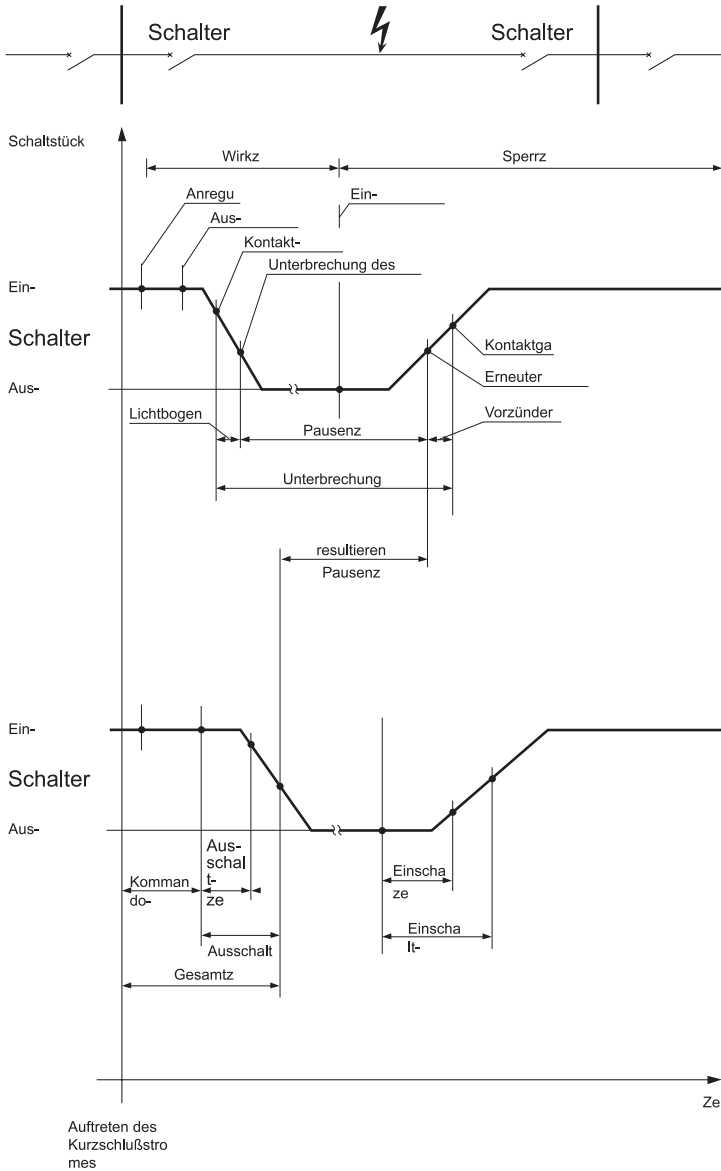 Schalter
Schalter
Schaltstück
Wirkz
Sperrz
Anregu
Ein-
Aus-
Kontakt-
Unterbrechung des
Ein-
Schalter
Kontaktga
Erneuter
Aus-
Lichtbogen
Pausenz
Vorzünder
Unterbrechung
resultieren
Pausenz
Ein-
Schalter
Aus-
Aus-
schal
t-
ze
Komman
do-
Einscha
ze
Ausschalt
Einscha
lt-
Gesamtz
Ze
Auftreten des
Kurzschlußstro
mes